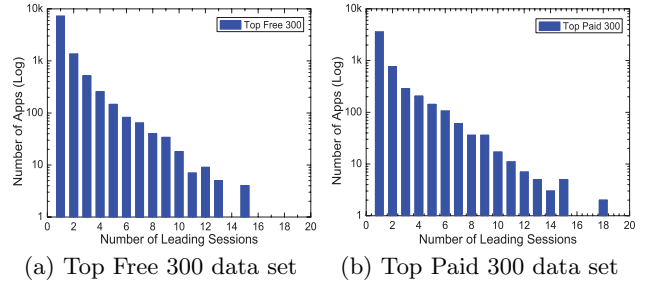 10k
1k
100
10
1
Number of Apps (Log)
Top Free 300
0 2 4 6 8 10 12 14 16 18 20
Number of Leading Sessions
(a) Top Free 300 data set
10k
1k
100
10
1
Number of Apps (Log)
Top Paid 300
0 2 4 6 8 10 12 14 16 18 20
Number of Leading Sessions
(b) Top Paid 300 data set